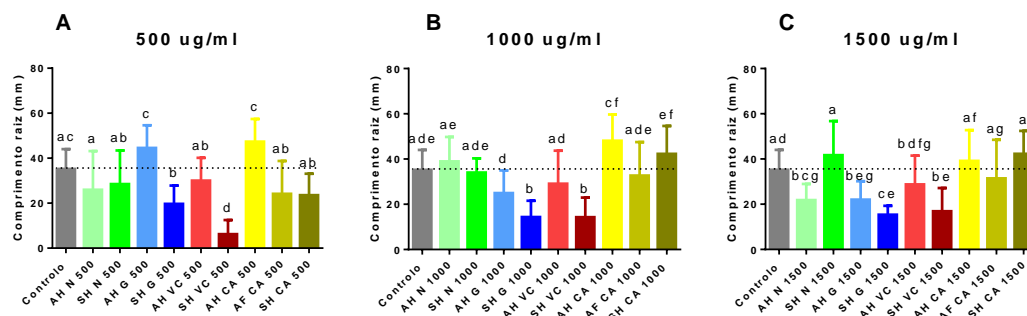 A
500 ug/ml
Comprimento raiz (mm)
80
60
40
20
0
ac
a
ab
c
b
ab
d
c
ab
ab
Controlo
AH N 500
SH N 500
AH G 500
SH G 500
AH VC 500
SH VC 500
AH CA 500
AF CA 500
SH CA 500
B
1000 ug/ml
Comprimento raiz (mm)
80
60
40
20
0
ade
ae
ade
d
b
ad
b
cf
ade
ef
Controlo
AH N 1000
SH N 1000
AH G 1000
SH G 1000
AH VC 1000
SH VC 1000
AH CA 1000
AF CA 1000
SH CA 1000
C
1500 ug/ml
Comprimento raiz (mm)
80
60
40
20
0
ad
bcg
a
beg
ce
bdfg
be
af
ag
a
Controlo
AH N 1500
SH N 1500
AH G 1500
SH G 1500
AH VC 1500
SH VC 1500
AH CA 1500
AF CA 1500
SH CA 1500